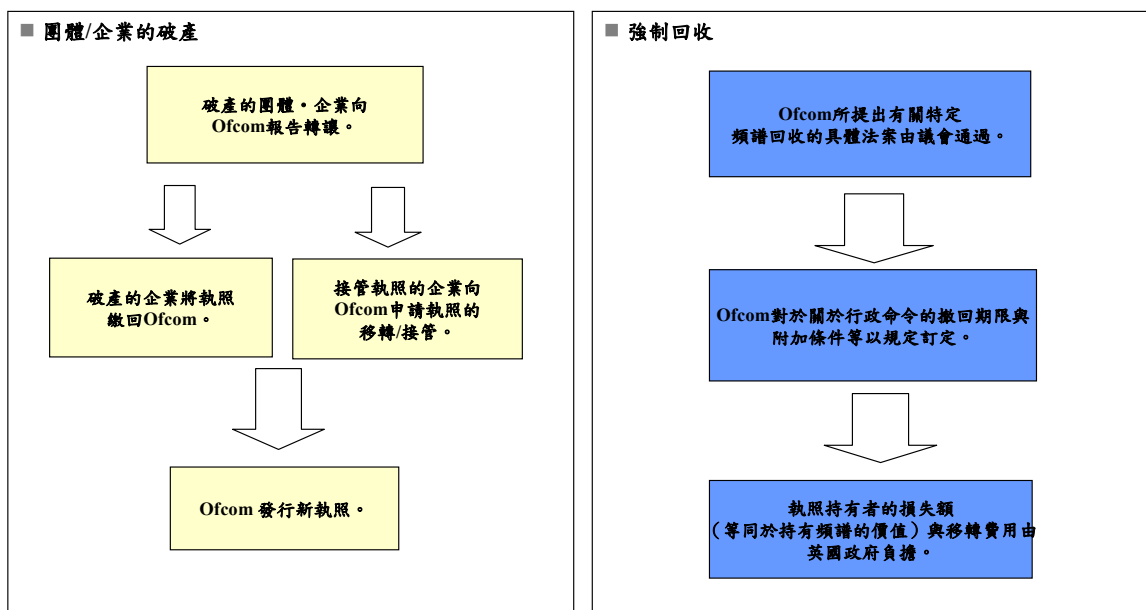 ■ 團體/企業的破產
破產的團體・企業向
Ofcom報告轉讓。
破產的企業將執照
繳回Ofcom。
接管執照的企業向
Ofcom申請執照的
移轉/接管。
Ofcom 發行新執照。
■ 強制回收
Ofcom所提出有關特定
頻譜回收的具體法案由議會通過。
Ofcom對於關於行政命令的撤回期限與
附加條件等以規定訂定。
執照持有者的損失額
（等同於持有頻譜的價值）與移轉費用由
英國政府負擔。